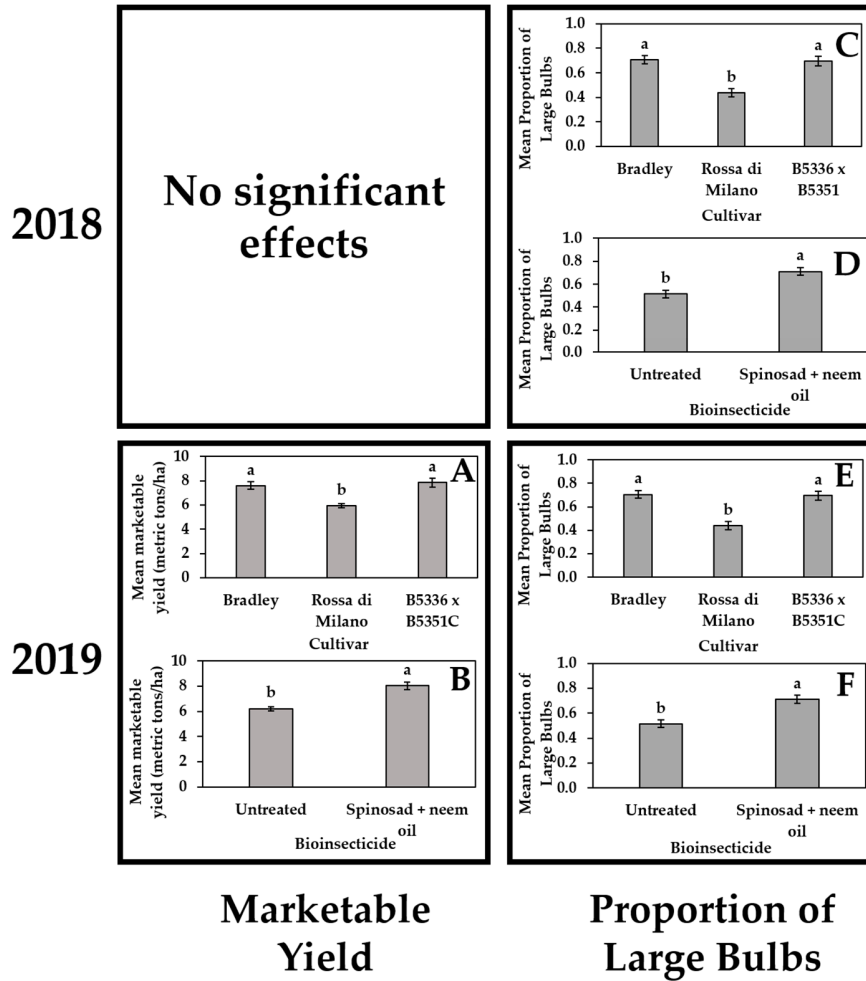 2018
No significant
effects
C
Mean Proportion of
Large Bulbs
1.0
0.8
0.6
0.4
0.2
0.0
a
b
a
Bradley
Rossa di
Milano
B5336 x
B5351
Cultivar
D
Mean Proportion of
Large Bulbs
1.0
0.8
0.6
0.4
0.2
0.0
b
a
Untreated
Spinosad + neem
oil
Bioinsecticide
2019
A
Mean marketable
yield (metric tons/ha)
10
8
6
4
2
0
a
b
a
Bradley
Rossa di
Milano
B5336 x
B5351C
Cultivar
B
Mean marketable
yield (metric tons/ha)
10
8
6
4
2
0
b
a
Untreated
Spinosad + neem
oil
Bioinsecticide
E
Mean Proportion of
Large Bulbs
1.0
0.8
0.6
0.4
0.2
0.0
a
b
a
Bradley
Rossa di
Milano
B5336 x
B5351C
Cultivar
F
Mean Proportion of
Large Bulbs
1.0
0.8
0.6
0.4
0.2
0.0
b
a
Untreated
Spinosad + neem
oil
Bioinsecticide
Marketable
Yield
Proportion of
Large Bulbs